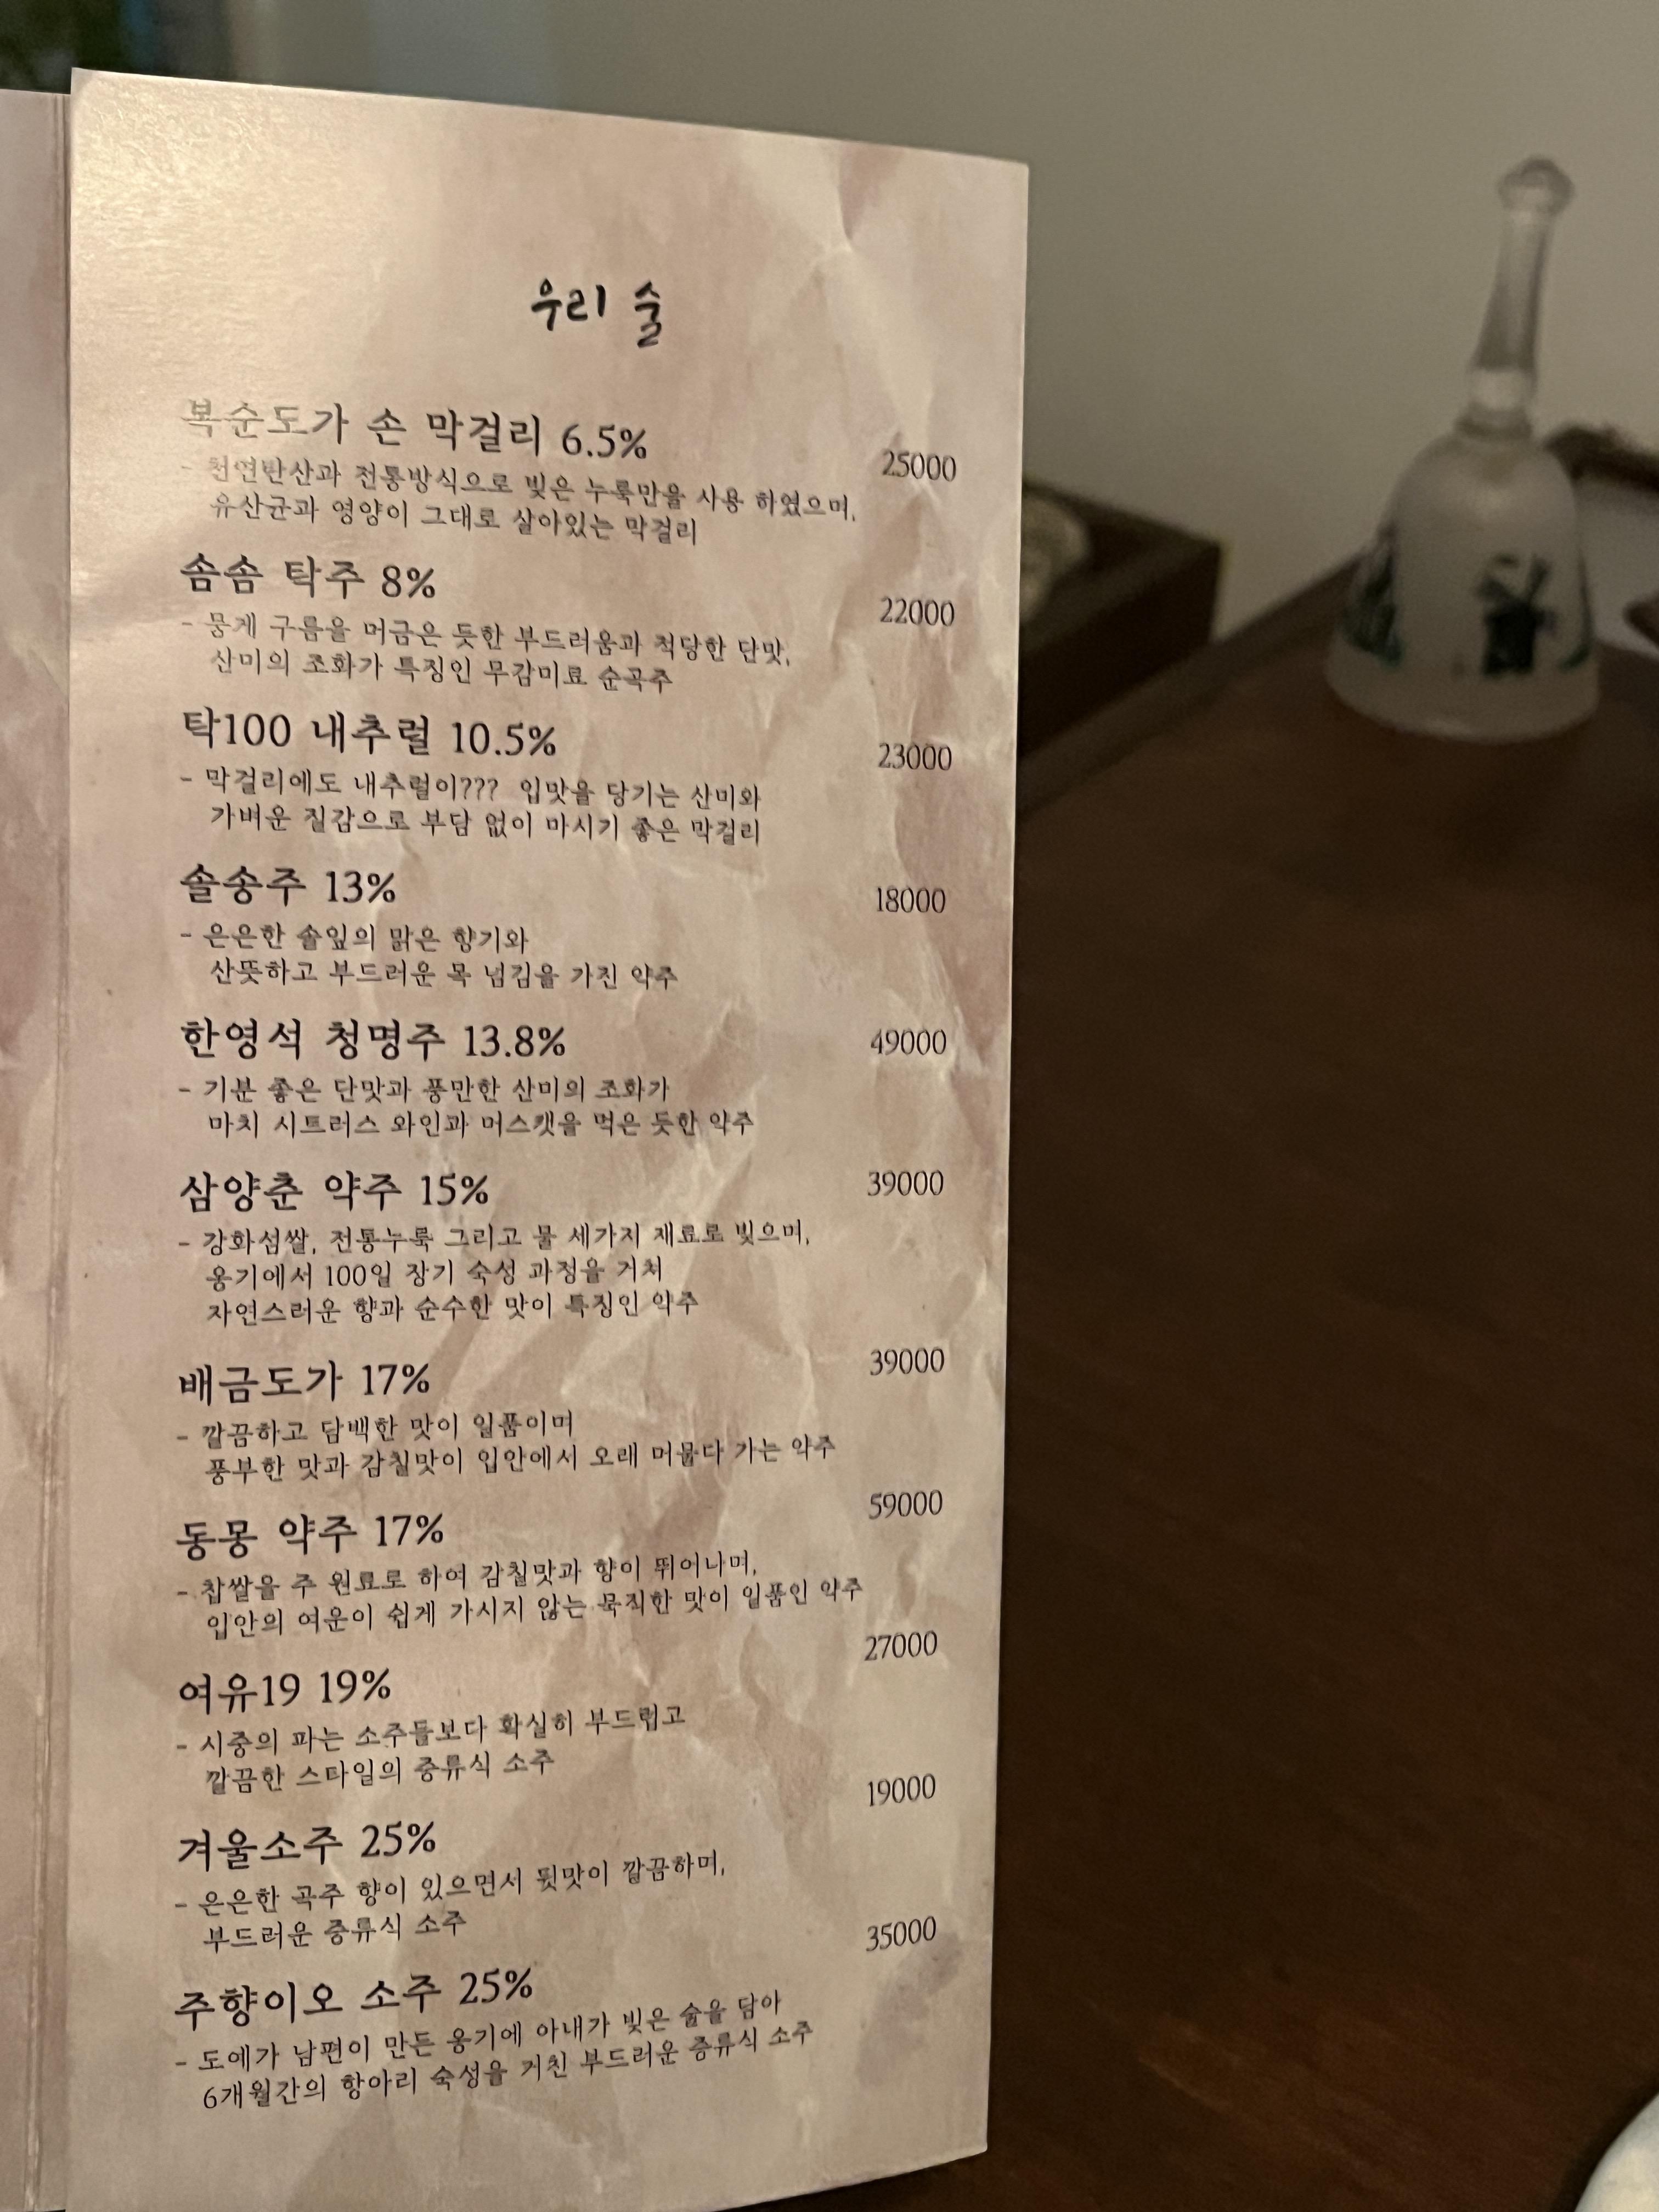 우리 술
복순도가 손 막걸리 6.5% 25000
- 천연탄산과 전통방식으로 빚은 누룩만을 사용 하였으며,
유산균과 영양이 그대로 살아있는 막걸리
솜솜 탁주 8% 22000
- 뭉게 구름을 머금은 듯한 부드러움과 적당한 단맛,
산미의 조화가 특징인 무감미료 순곡주
탁100 내추럴 10.5% 23000
- 막걸리에도 내추럴이??? 입맛을 당기는 산미와
가벼운 질감으로 부담 없이 마시기 좋은 막걸리
솔송주 13% 18000
- 은은한 솔잎의 맑은 향기와
산뜻하고 부드러운 목 넘김을 가진 약주
한영석 청명주 13.8% 49000
- 기분 좋은 단맛과 풍만한 산미의 조화가
마치 시트러스 와인과 머스캣을 먹은 듯한 약주
삼양춘 약주 15% 39000
- 강화섬쌀, 전통누룩 그리고 물 세가지 재료로 빚으며,
옹기에서 100일 장기 숙성 과정을 거쳐
자연스러운 향과 순수한 맛이 특징인 약주
배금도가 17% 39000
- 깔끔하고 담백한 맛이 일품이며
풍부한 맛과 감칠맛이 입안에서 오래 머물다 가는 약주
동몽 약주 17% 59000
- 찹쌀을 주 원료로 하여 감칠맛과 향이 뛰어나며,
입안의 여운이 쉽게 가시지 않는 묵직한 맛이 일품인 약주
여유19 19% 27000
- 시중의 파는 소주들보다 확실히 부드럽고
깔끔한 스타일의 증류식 소주
겨울소주 25% 19000
- 은은한 곡주 향이 있으면서 뒷맛이 깔끔하며,
부드러운 증류식 소주
주향이오 소주 25% 35000
- 도예가 남편이 만든 옹기에 아내가 빚은 술을 담아
6개월간의 항아리 숙성을 거친 부드러운 증류식 소주